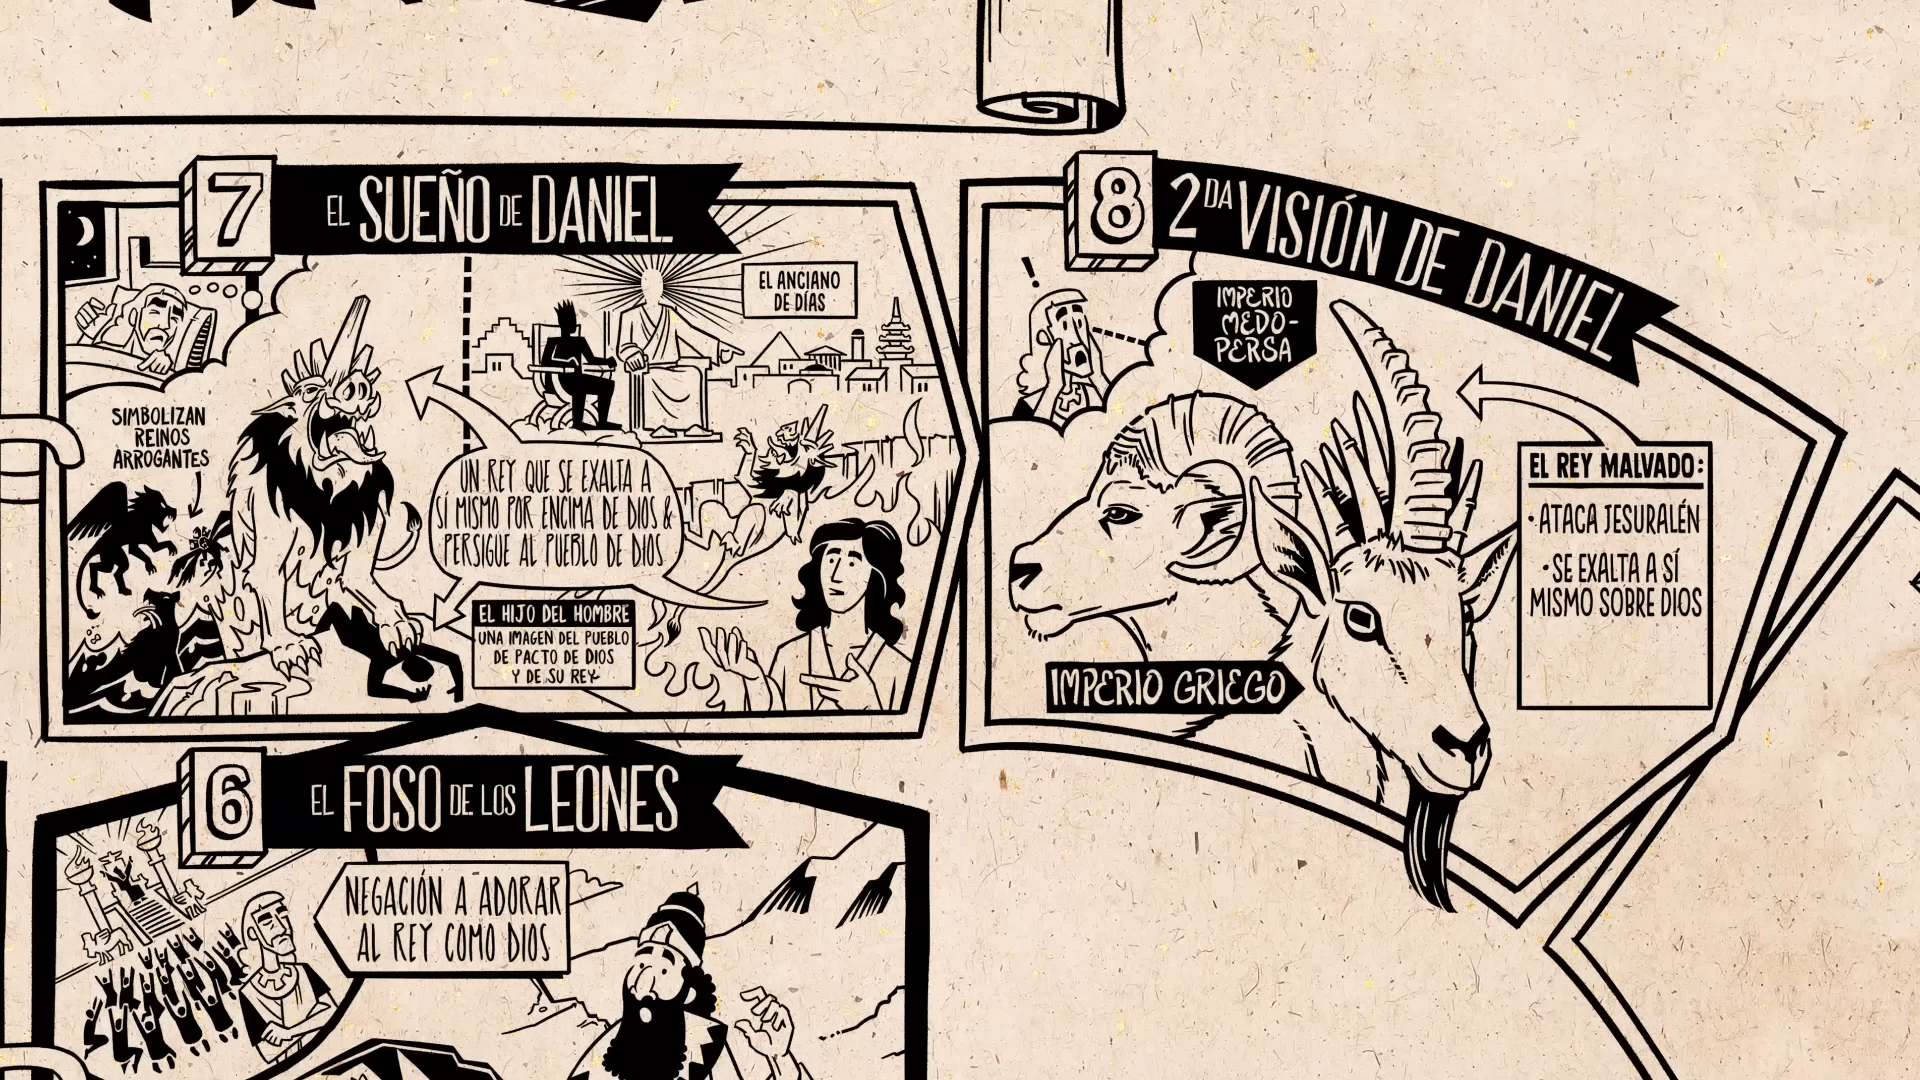 7
EL SUEÑO DE DANIEL
EL ANCIANO
DE DÍAS
SIMBOLIZAN
REINOS
ARROGANTES
UN REY QUE SE EXALTA A
SÍ MISMO POR ENCIMA DE DIOS &
PERSIGUE AL PUEBLO DE DIOS
EL HIJO DEL HOMBRE
UNA IMAGEN DEL PUEBLO
DE PACTO DE DIOS
Y DE SU REY
8
2DA VISIÓN DE DANIEL
!
IMPERIO
MEDO-
PERSA
EL REY MALVADO:
• ATACA JESURALÉN
• SE EXALTA A SÍ
MISMO SOBRE DIOS
IMPERIO GRIEGO
6
EL FOSO DE LOS LEONES
NEGACIÓN A ADORAR
AL REY COMO DIOS